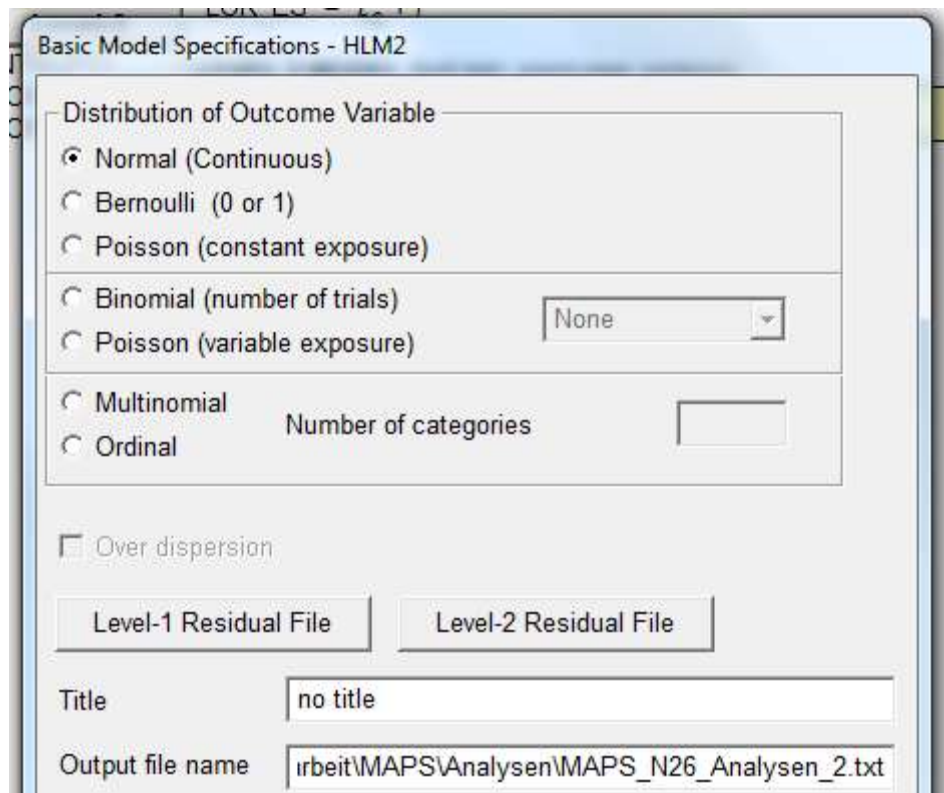 Basic Model Specifications - HLM2
Distribution of Outcome Variable
Normal (Continuous)
Bernoulli (0 or 1)
Poisson (constant exposure)
Binomial (number of trials)
None
Poisson (variable exposure)
Multinomial
Number of categories
Ordinal
Over dispersion
Level-1 Residual File
Level-2 Residual File
Title
no title
Output file name
rbeit\MAPS\Analysen\MAPS_N26_Analysen_2.txt